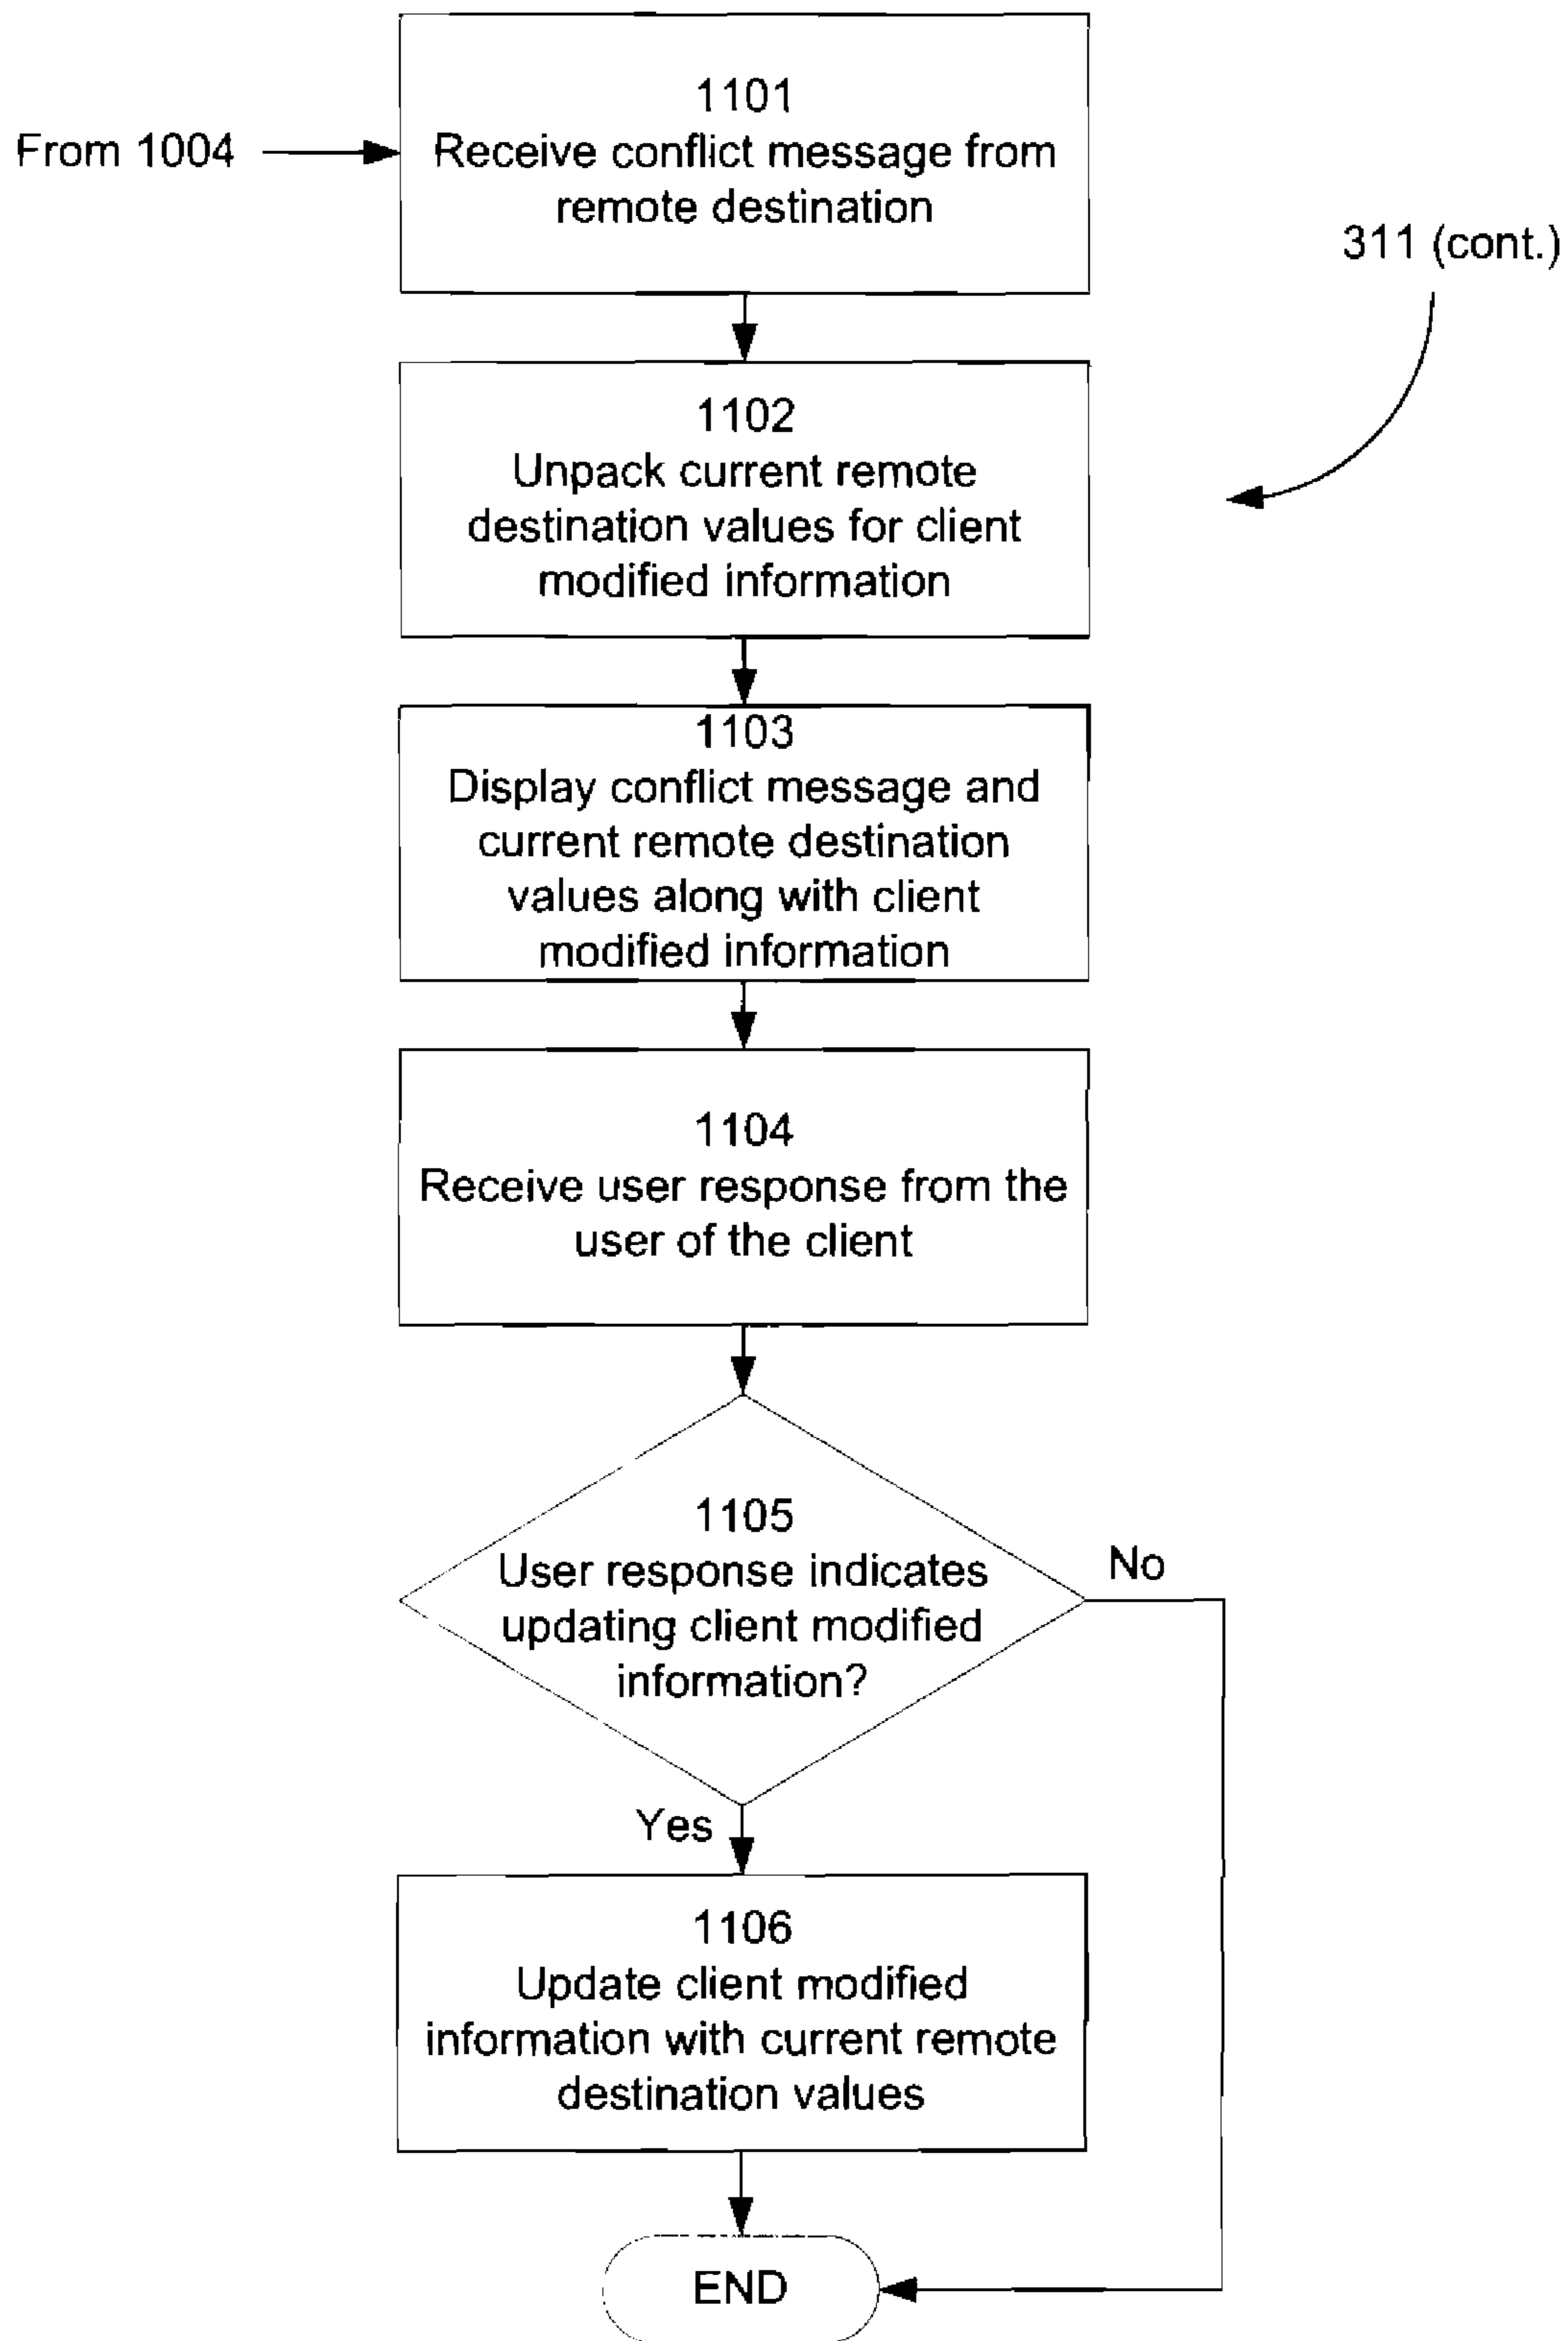 1101
From 1004
Receive conflict message from
remote destination
311 (cont.)
1102
Unpack current remote
destination values for client
modified information
1103
Display conflict message and
current remote destination
values along with client
modified information
1104
Receive user response from the
user of the client
1105
User response indicates
updating client modified
information?
No
Yes
1106
Update client modified
information with current remote
destination values
END